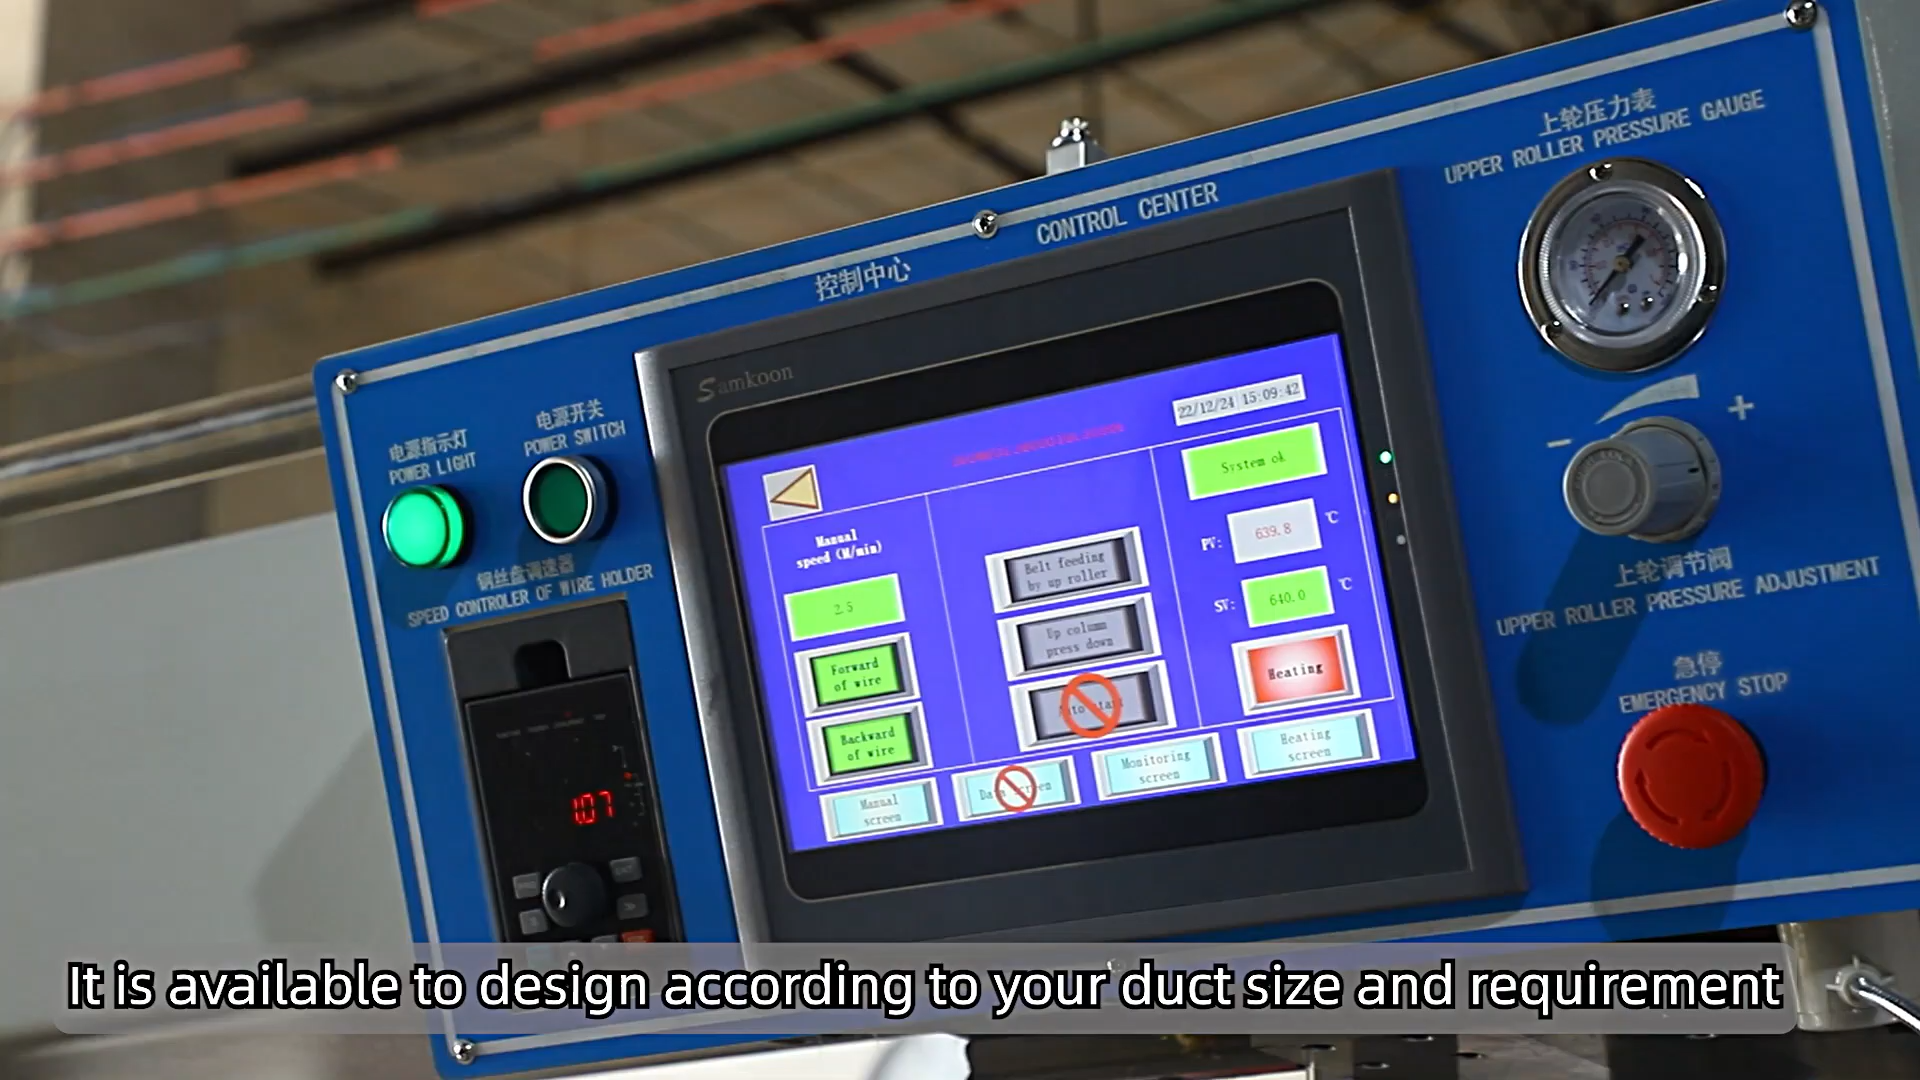 上轮压力表
UPPER ROLLER PRESSURE GAUGE
CONTROL CENTER
控制中心
Samkoon
电源开关
POWER SWITCH
电源指示灯
POWER LIGHT
22/12/24 15:09:42
System ok
Manual
speed (M/min)
PV: 639.8 ℃
Belt feeding
by up roller
2.5
SV: 640.0 ℃
Up column
press down
Forward
of wire
Heating
Backward
of wire
Manual
screen
Monitoring
screen
Heating
screen
钢丝盘调速器
SPEED CONTROLER OF WIRE HOLDER
- +
上轮调节阀
UPPER ROLLER PRESSURE ADJUSTMENT
急停
EMERGENCY STOP
It is available to design according to your duct size and requirement